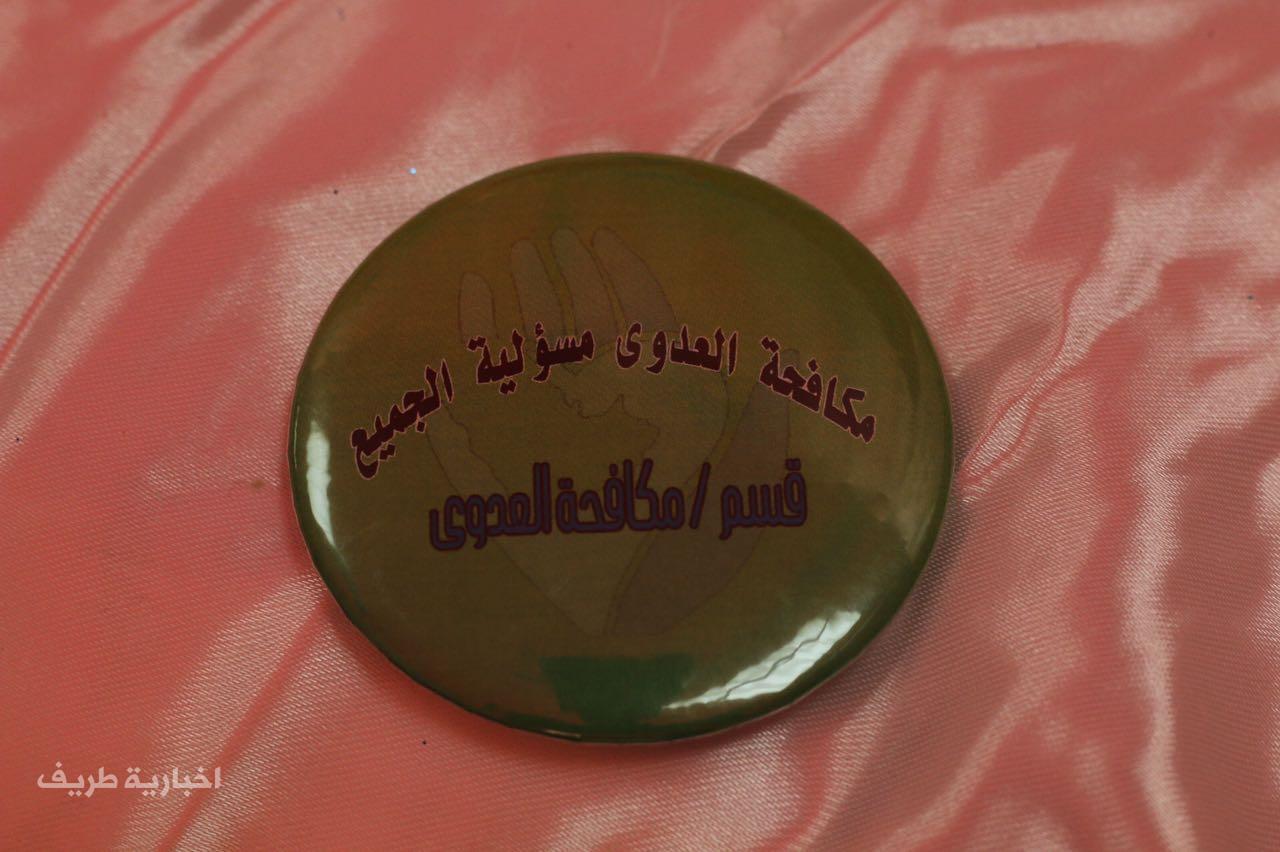 مكافحة العدوى مسؤلية الجميع
قسم / مكافحة العدوى
اخبارية طريف